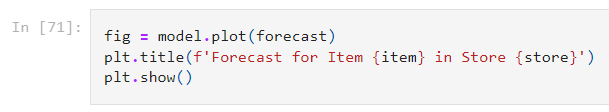 In [71]:
fig = model.plot(forecast)
plt.title(f'Forecast for Item {item} in Store {store}')
plt.show()